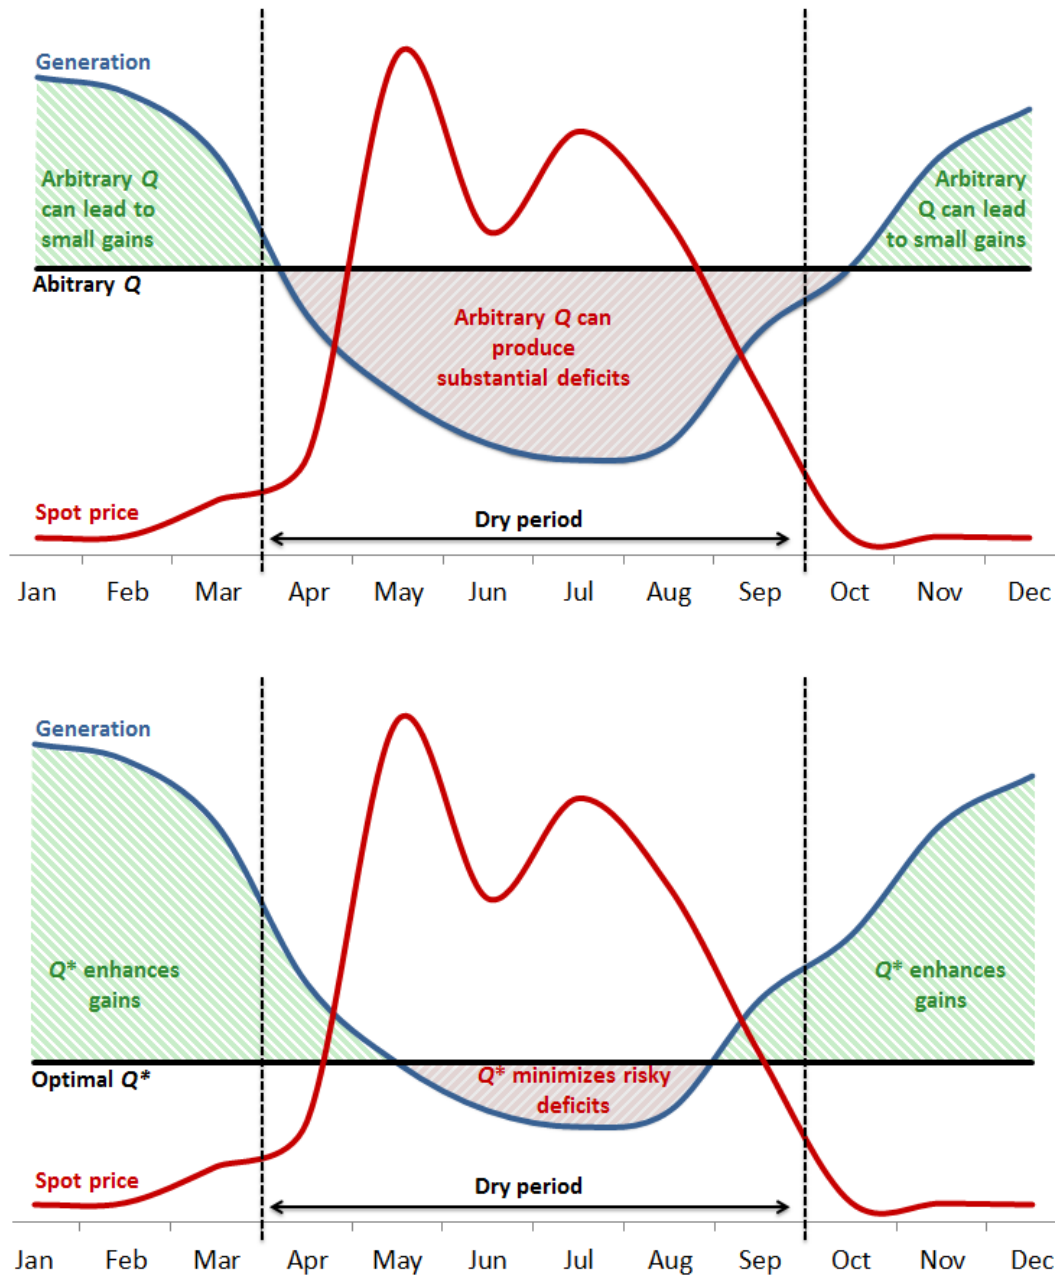 Generation
Arbitrary Q
can lead to
small gains
Arbitrary
Q can lead
to small gains
Abitrary Q
Arbitrary Q can
produce
substantial deficits
Spot price
Dry period
Jan Feb Mar Apr May Jun Jul Aug Sep Oct Nov Dec
Generation
Q* enhances
gains
Q* enhances
gains
Optimal Q*
Q* minimizes risky
deficits
Spot price
Dry period
Jan Feb Mar Apr May Jun Jul Aug Sep Oct Nov Dec